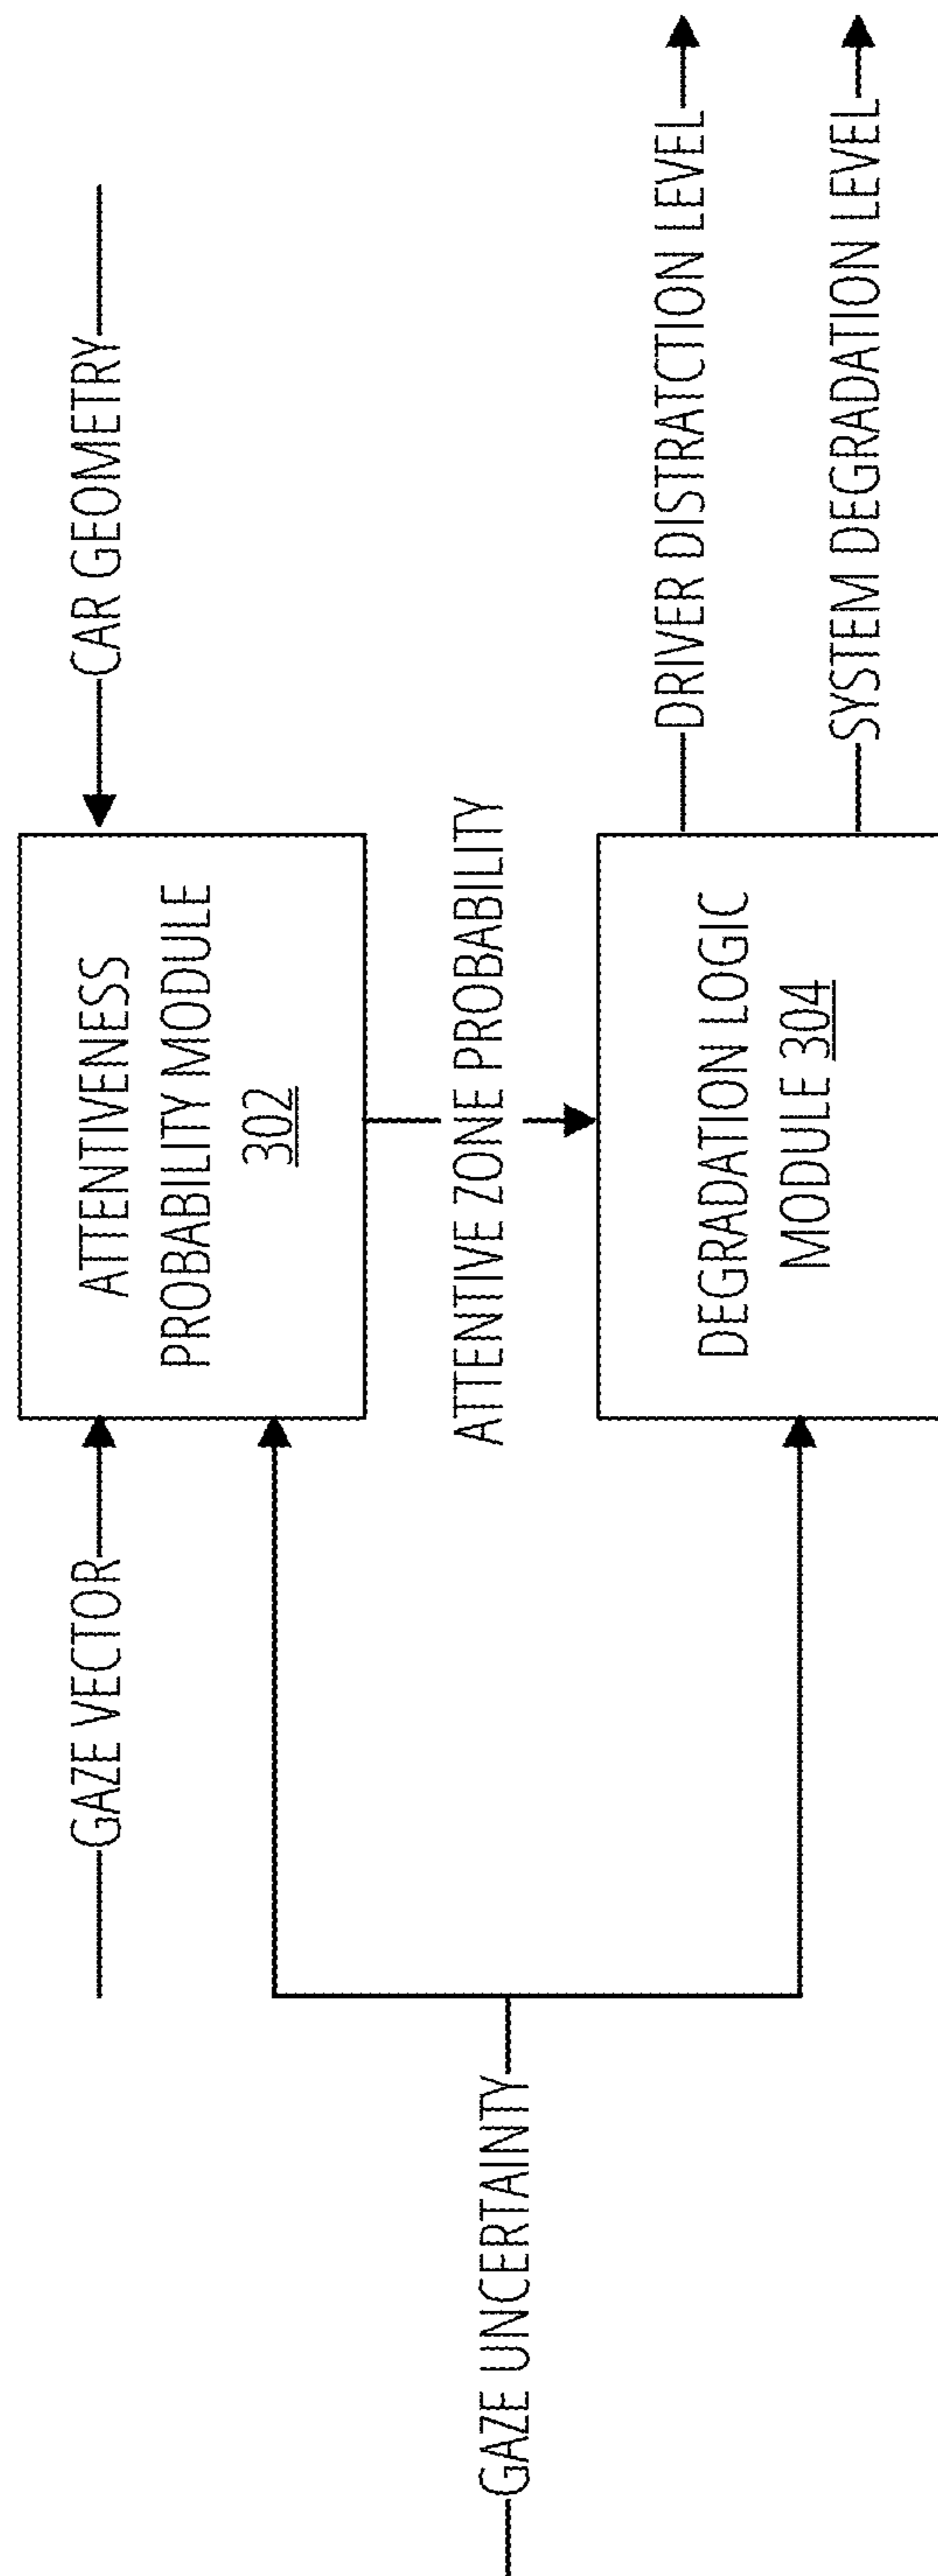 GAZE VECTOR
ATTENTIVENESS
PROBABILITY MODULE
302
CAR GEOMETRY
GAZE UNCERTAINTY
ATTENTIVE ZONE PROBABILITY
DEGRADATION LOGIC
MODULE 304
DRIVER DISTRATCTION LEVEL
SYSTEM DEGRADATION LEVEL